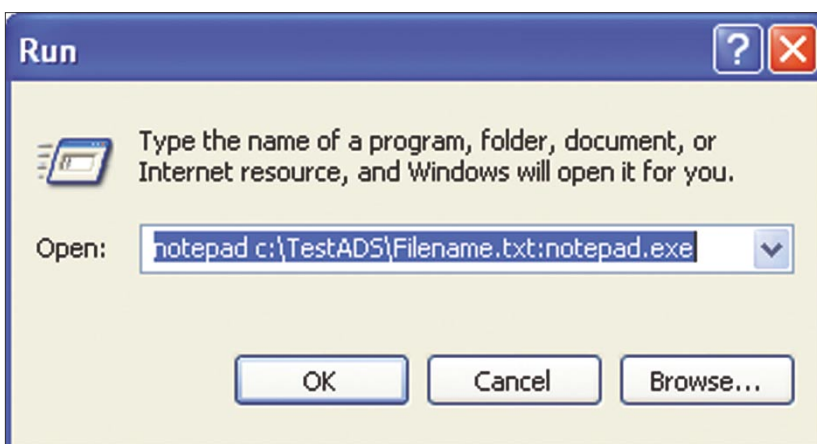 Run
Type the name of a program, folder, document, or
Internet resource, and Windows will open it for you.
Open: notepad c:\TestADS\Filename.txt:notepad.exe
OK Cancel Browse...